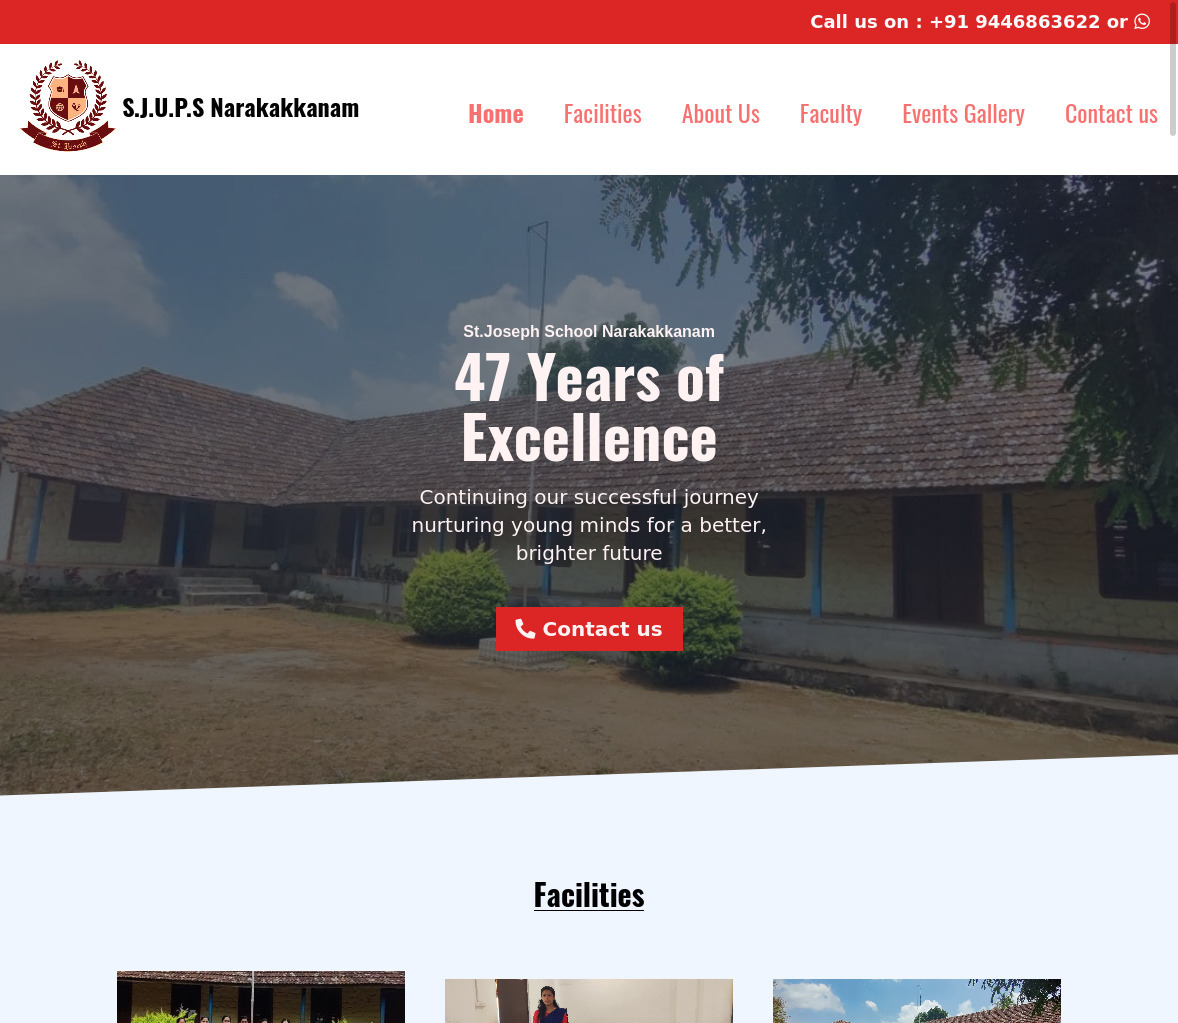 Call us on : +91 9446863622 or
St Joseph
S.J.U.P.S Narakakkanam
Home
Facilities
About Us
Faculty
Events Gallery
Contact us
St.Joseph School Narakakkanam
47 Years of
Excellence
Continuing our successful journey
nurturing young minds for a better,
brighter future
Contact us
Facilities